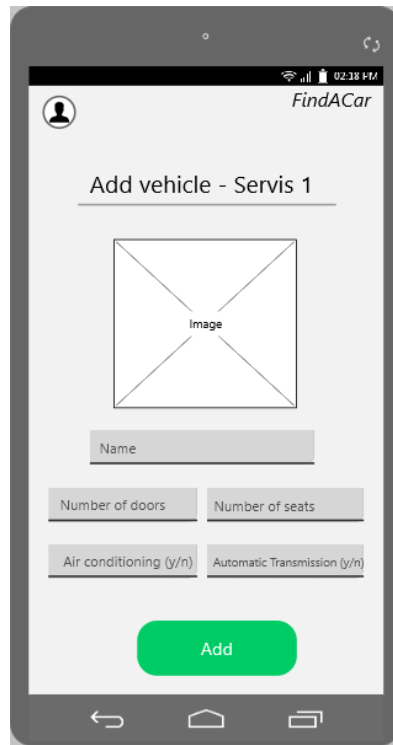 02:18 PM
FindACar
Add vehicle - Servis 1
Image
Name
Number of doors
Number of seats
Air conditioning (y/n)
Automatic Transmission (y/n)
Add